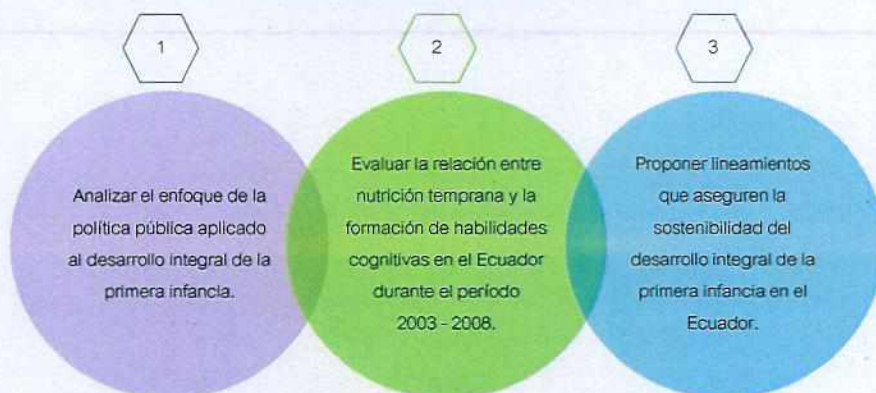 1
Analizar el enfoque de la
política pública aplicado
al desarrollo integral de la
primera infancia.
2
Evaluar la relación entre
nutrición temprana y la
formación de habilidades
cognitivas en el Ecuador
durante el período
2003 - 2008.
3
Proponer lineamientos
que aseguren la
sostenibilidad del
desarrollo integral de la
primera infancia en el
Ecuador.